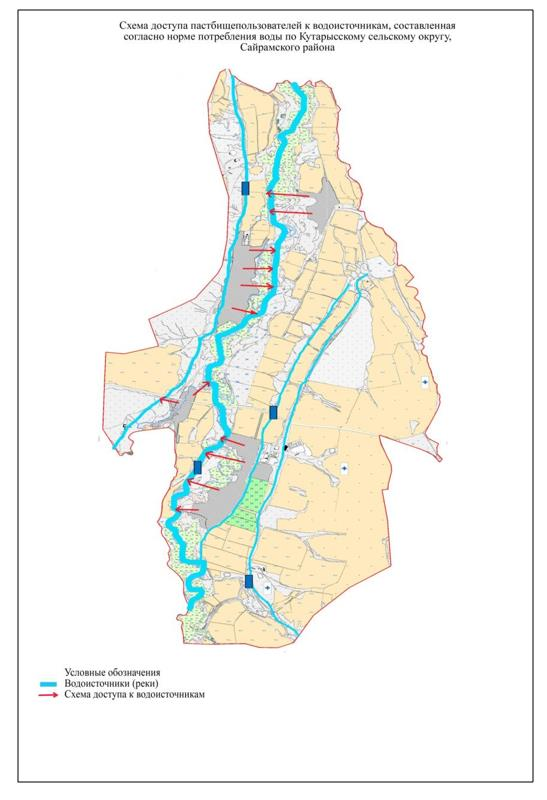 Схема доступа пастбищепользователей к водоисточникам, составленная
согласно норме потребления воды по Кутарысскому сельскому округу,
Сайрамского района
Условные обозначения
Водоисточники (реки)
Схема доступа к водоисточникам